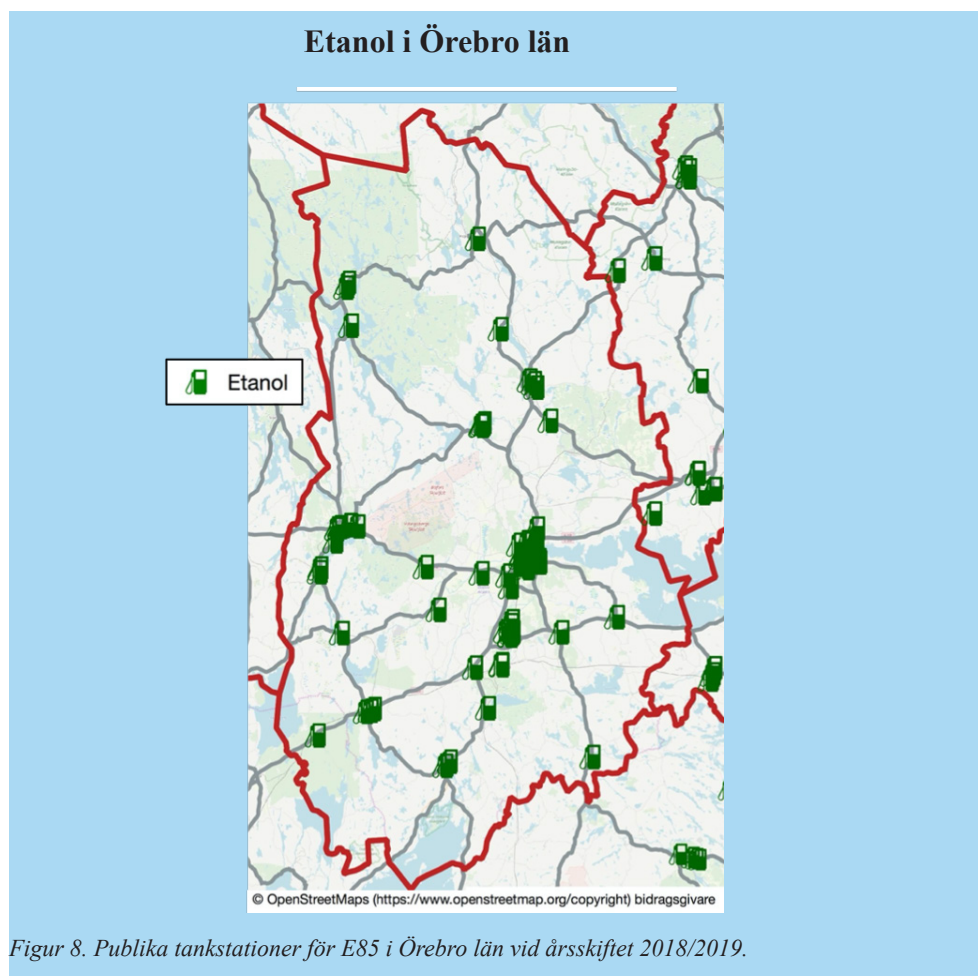 Etanol i Örebro län
Etanol
© OpenStreetMaps (https://www.openstreetmap.org/copyright) bidragsgivare
Figur 8. Publika tankstationer för E85 i Örebro län vid årsskiftet 2018/2019.